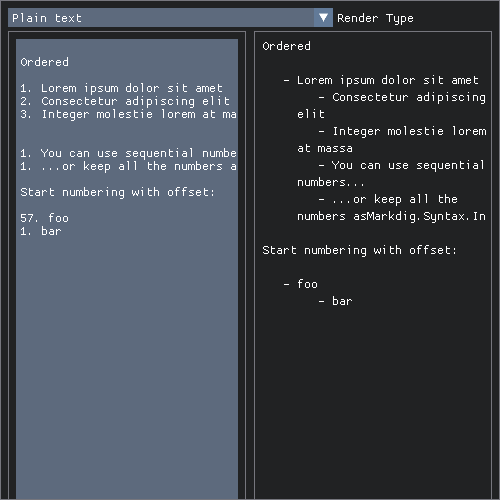 Plain text Render Type
Ordered
1. Lorem ipsum dolor sit amet
2. Consectetur adipiscing elit
3. Integer molestie lorem at ma
1. You can use sequential numbe
1. ...or keep all the numbers a
Start numbering with offset:
57. foo
1. bar
Ordered
- Lorem ipsum dolor sit amet
- Consectetur adipiscing
elit
- Integer molestie lorem
at massa
- You can use sequential
numbers...
- ...or keep all the
numbers asMarkdig.Syntax.In
Start numbering with offset:
- foo
- bar